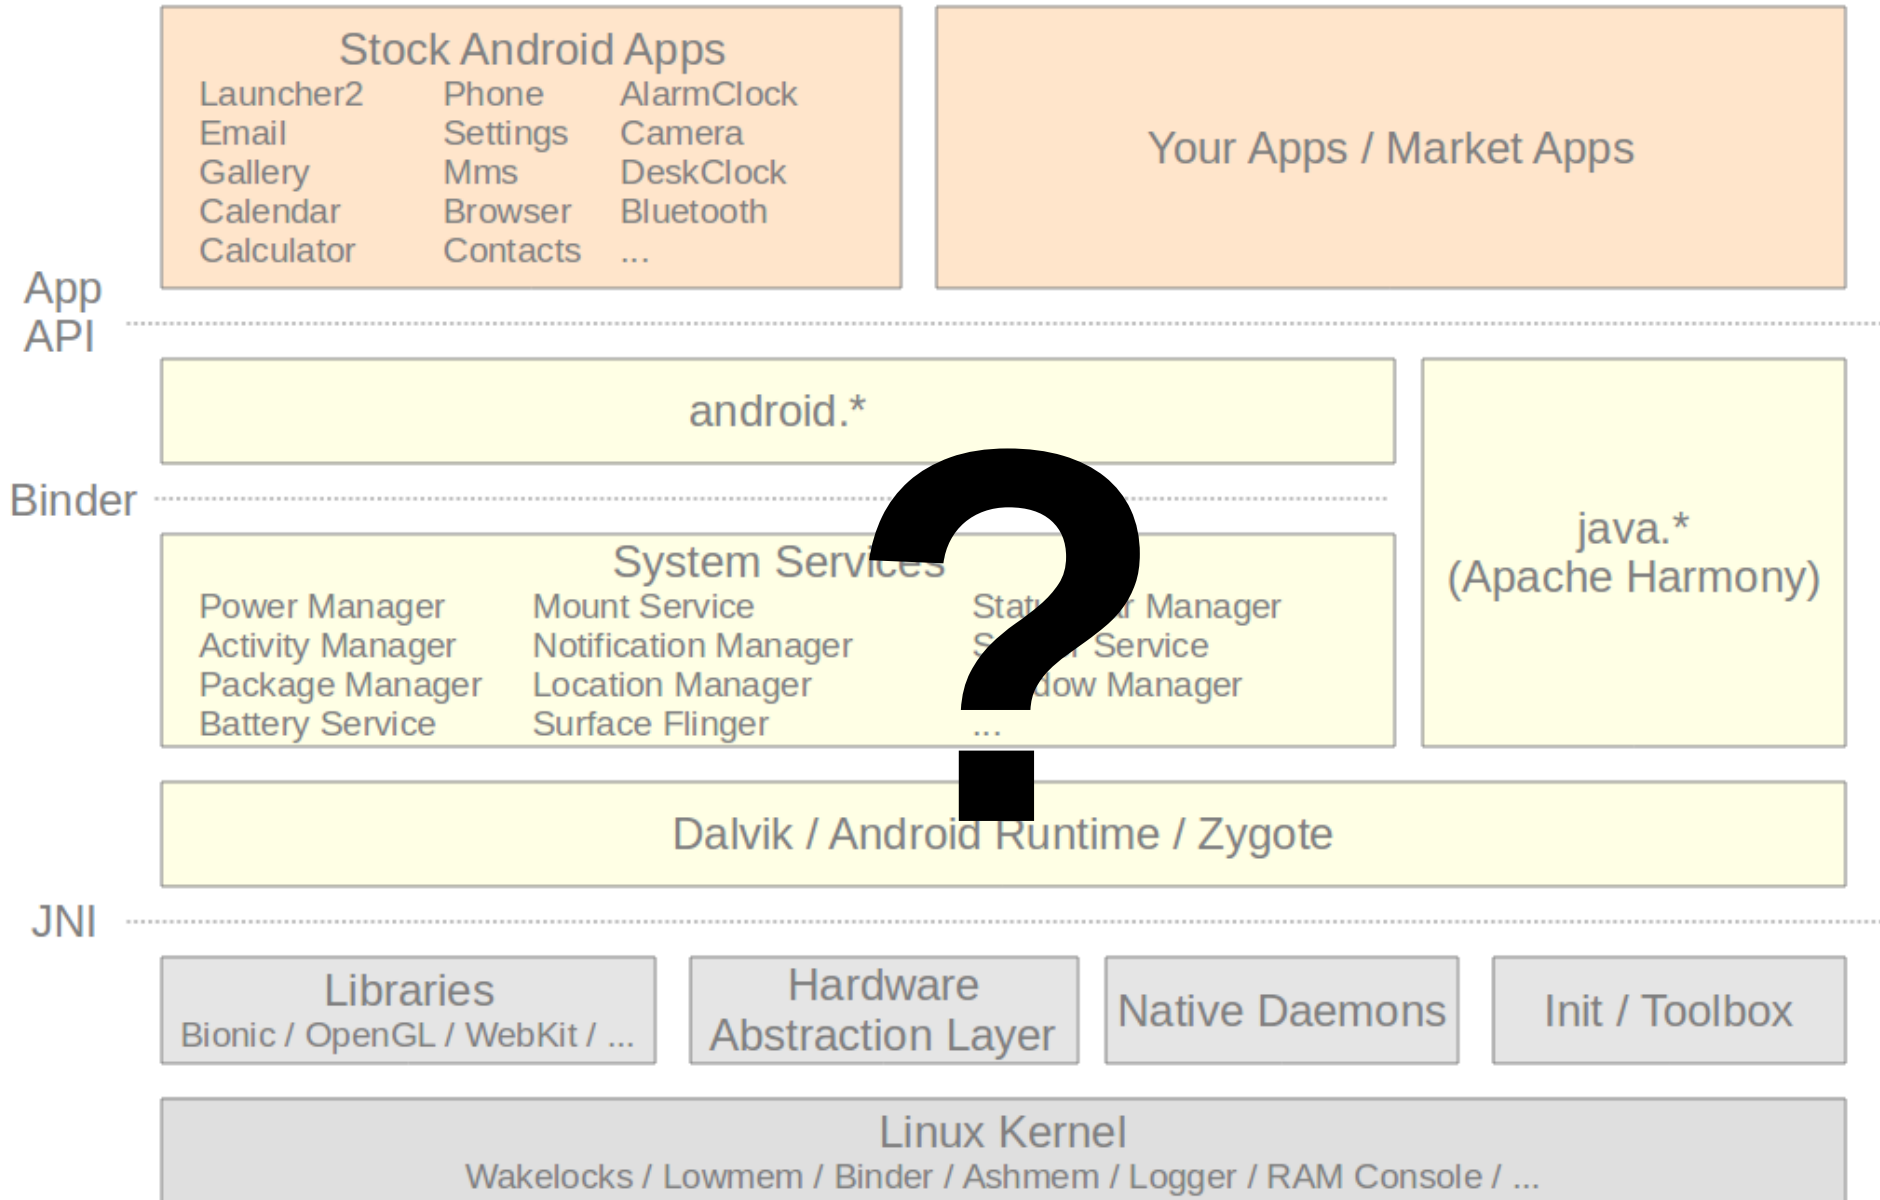 Stock Android Apps
Launcher2 Phone AlarmClock
Email Settings Camera
Gallery Mms DeskClock
Calendar Browser Bluetooth
Calculator Contacts ...
Your Apps / Market Apps
App
API
android.*
Binder
java.*
(Apache Harmony)
System Services
Power Manager Mount Service Manager
Activity Manager Notification Manager Service
Package Manager Location Manager Manager
Battery Service Surface Flinger ...
?
Dalvik / Android Runtime / Zygote
JNI
Libraries
Bionic / OpenGL / WebKit / ...
Hardware
Abstraction Layer
Native Daemons
Init / Toolbox
Linux Kernel
Wakelocks / Lowmem / Binder / Ashmem / Logger / RAM Console / ...